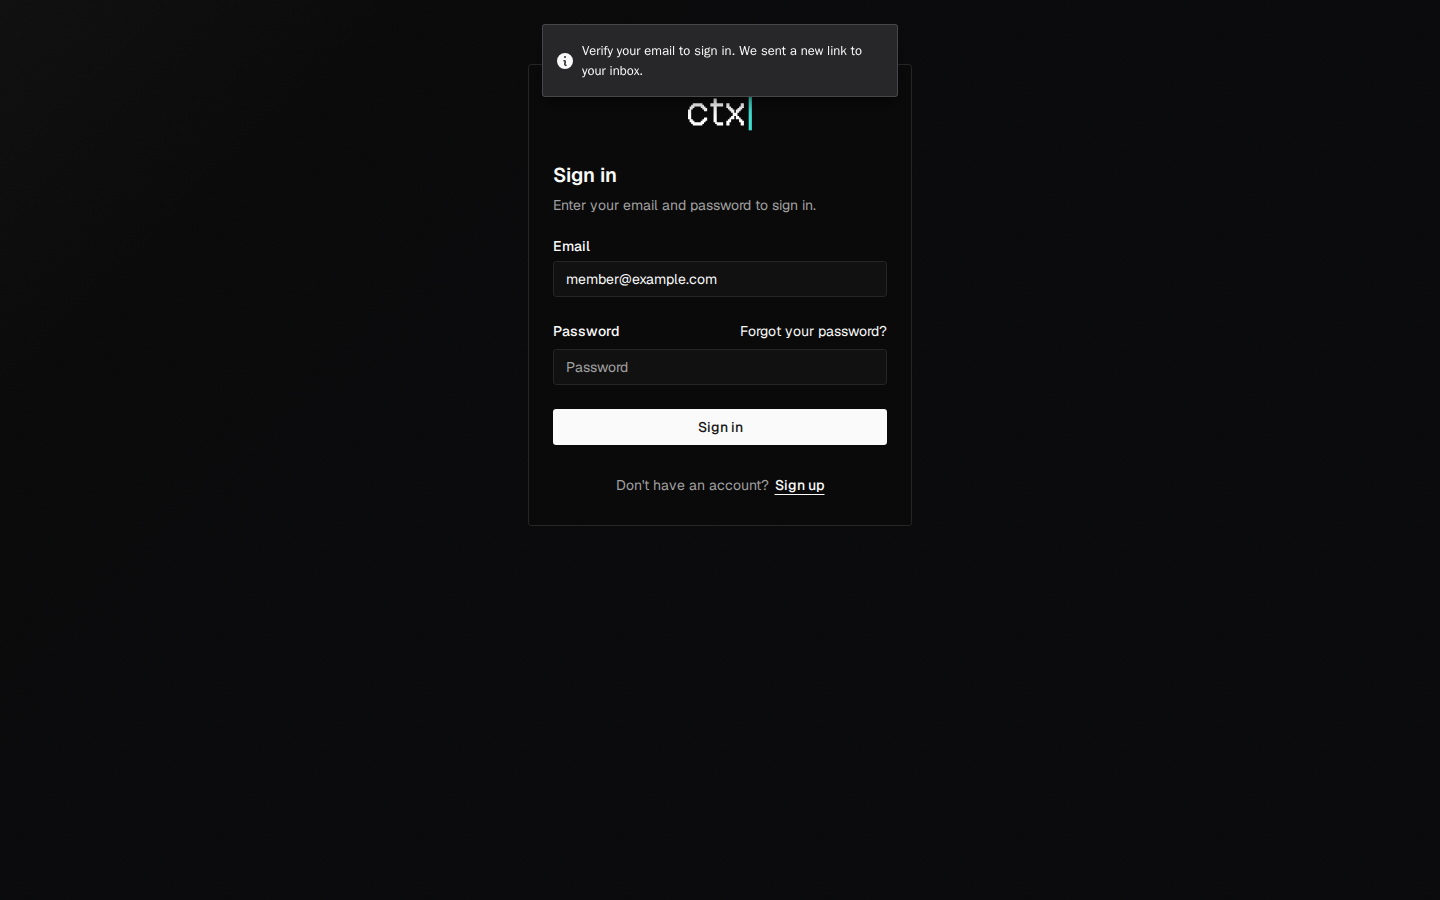 Verify your email to sign in. We sent a new link to
your inbox.
ctx
Sign in
Enter your email and password to sign in.
Email
member@example.com
Password
Forgot your password?
Password
Sign in
Don't have an account? Sign up